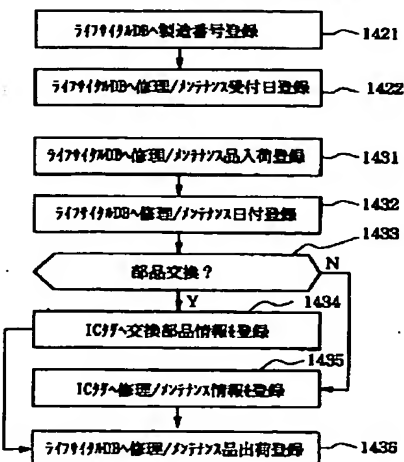 ライフサイクルDBへ製造番号登録
1421
ライフサイクルDBへ修理/メンテナンス受付日登録
1422
ライフサイクルDBへ修理/メンテナンス品入荷登録
1431
ライフサイクルDBへ修理/メンテナンス日付登録
1432
1433
部品交換?
N
Y
1434
ICタグへ交換部品情報を登録
1435
ICタグへ修理/メンテナンス情報を登録
ライフサイクルDBへ修理/メンテナンス品出荷登録
1436